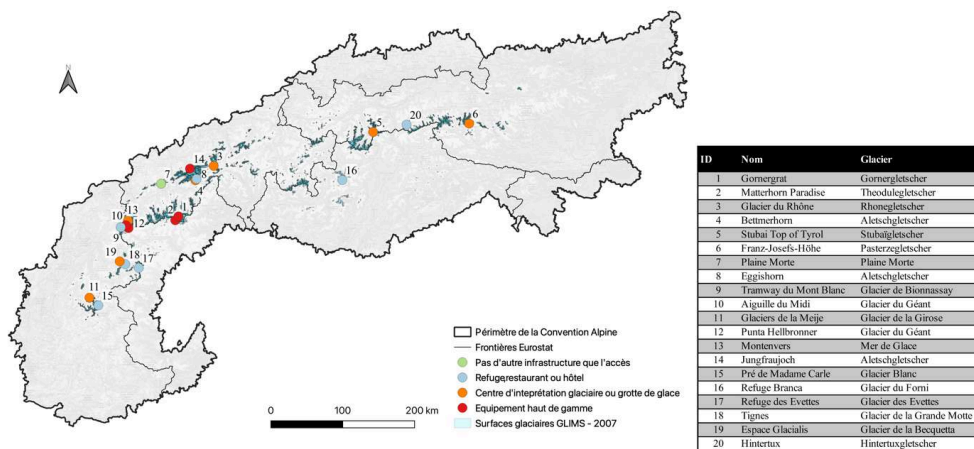 N
20
6
5
14
3
7
8
4
16
13
10
2
1
12
9
19
18
17
11
15
Périmètre de la Convention Alpine
Frontières Eurostat
Pas d'autre infrastructure que l'accès
Refuge,restaurant ou hôtel
Centre d'inteprétation glaciaire ou grotte de glace
Equipement haut de gamme
Surfaces glaciaires GLIMS - 2007
0 100 200 km
ID Nom Glacier
1 Gornergrat Gornergletscher
2 Matterhorn Paradise Theodulegletscher
3 Glacier du Rhône Rhonegletscher
4 Bettmerhorn Aletschgletscher
5 Stubai Top of Tyrol Stubaïgletscher
6 Franz-Josefs-Höhe Pasterzegletscher
7 Plaine Morte Plaine Morte
8 Eggishorn Aletschgletscher
9 Tramway du Mont Blanc Glacier de Bionnassay
10 Aiguille du Midi Glacier du Géant
11 Glaciers de la Meije Glacier de la Girose
12 Punta Hellbronner Glacier du Géant
13 Montenvers Mer de Glace
14 Jungfraujoch Aletschgletscher
15 Pré de Madame Carle Glacier Blanc
16 Refuge Branca Glacier du Forni
17 Refuge des Evettes Glacier des Evettes
18 Tignes Glacier de la Grande Motte
19 Espace Glacialis Glacier de la Becquetta
20 Hintertux Hintertuxgletscher